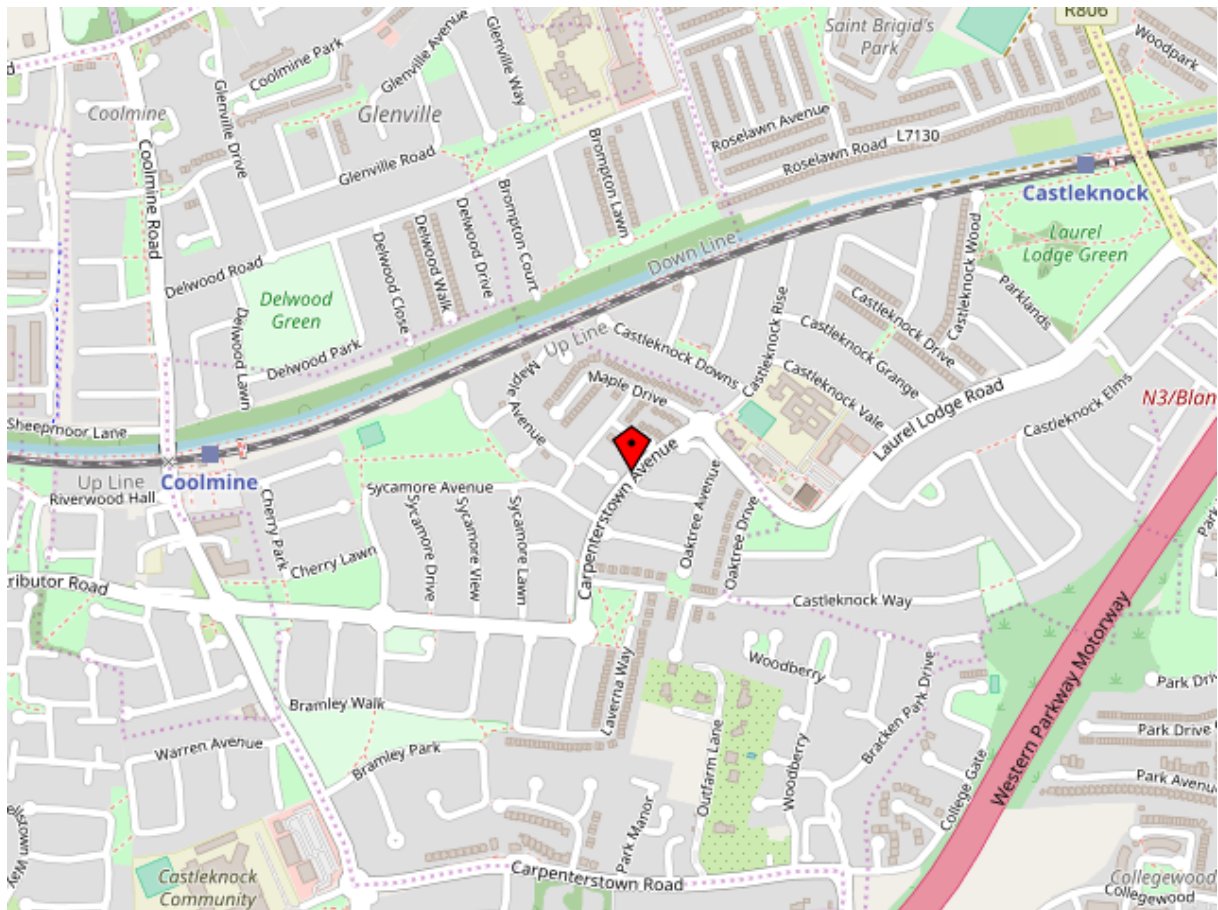 R806
Saint Brigid's
Park
Woodpark
Coolmine Park
Glenville Avenue
Glenville Way
Coolmine
Glenville
Glenville Drive
Coolmine Road
Glenville Road
Roselawn Avenue
L7130
Roselawn Road
Brompton Lawn
Castleknock
Brompton Court
Delwood Drive
Delwood Walk
Delwood Close
Delwood Road
Down Line
Laurel
Lodge Green
Castleknock Wood
Parklands
Delwood
Green
Delwood Lawn
Delwood Park
Up Line
Castleknock Rise
Castleknock Drive
Castleknock Grange
Castleknock Downs
Castleknock Vale
Maple Avenue
Maple Drive
Laurel Lodge Road
Castleknock Elms
N3/Blan
Sheepmoor Lane
Up Line
Coolmine
Riverwood Hall
Cherry Park
Sycamore Avenue
Carpenterstown Avenue
Oaktree Avenue
Oaktree Drive
Cherry Lawn
Sycamore Drive
Sycamore View
Sycamore Lawn
tributor Road
Castleknock Way
Western Parkway Motorway
Woodberry
Bracken Park Drive
Laverna Way
Bramley Walk
Warren Avenue
Bramley Park
Outfarm Lane
Woodberry
College Gate
Park Drive
Park Avenue
Park Manor
Carpenterstown Road
Castleknock
Community
Collegewood
Collegewood